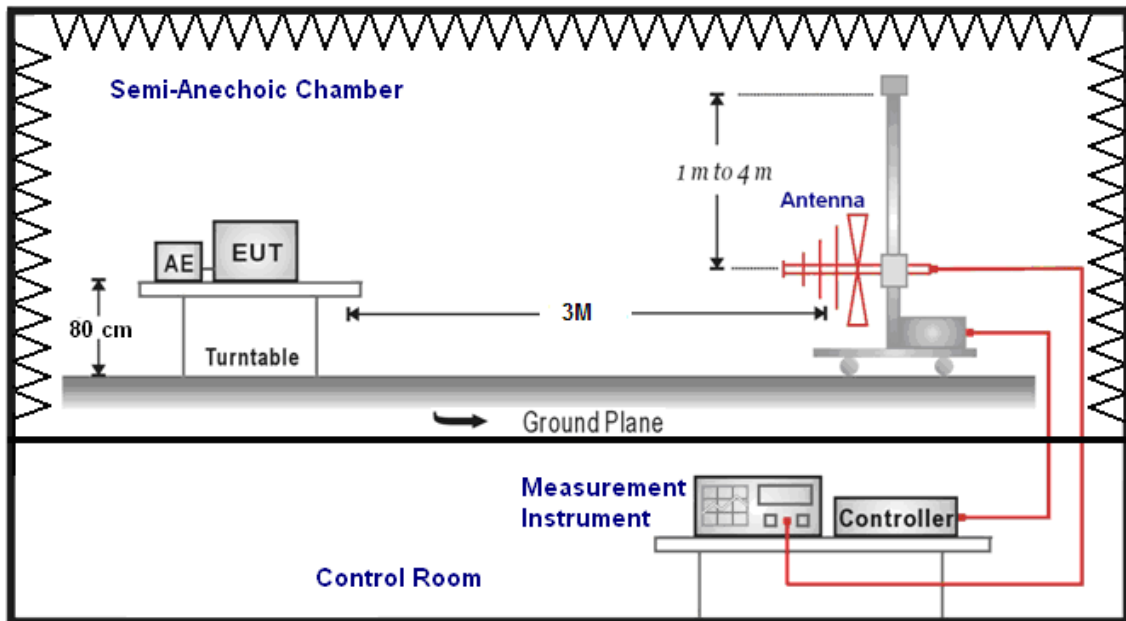 Semi-Anechoic Chamber
1 m to 4 m
Antenna
AE
EUT
80 cm
3M
Turntable
Ground Plane
Measurement
Instrument
Controller
Control Room